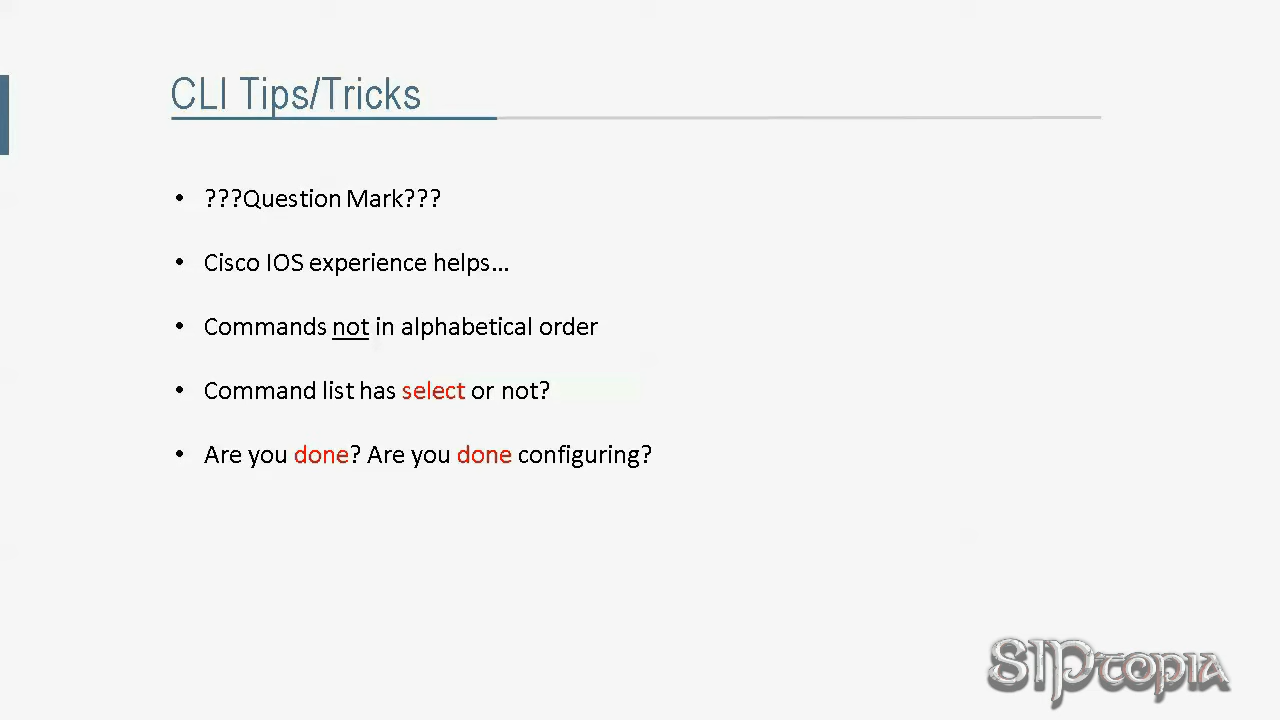 CLI Tips/Tricks
• ???Question Mark???
• Cisco IOS experience helps...
• Commands not in alphabetical order
• Command list has select or not?
• Are you done? Are you done configuring?
SIPtopia